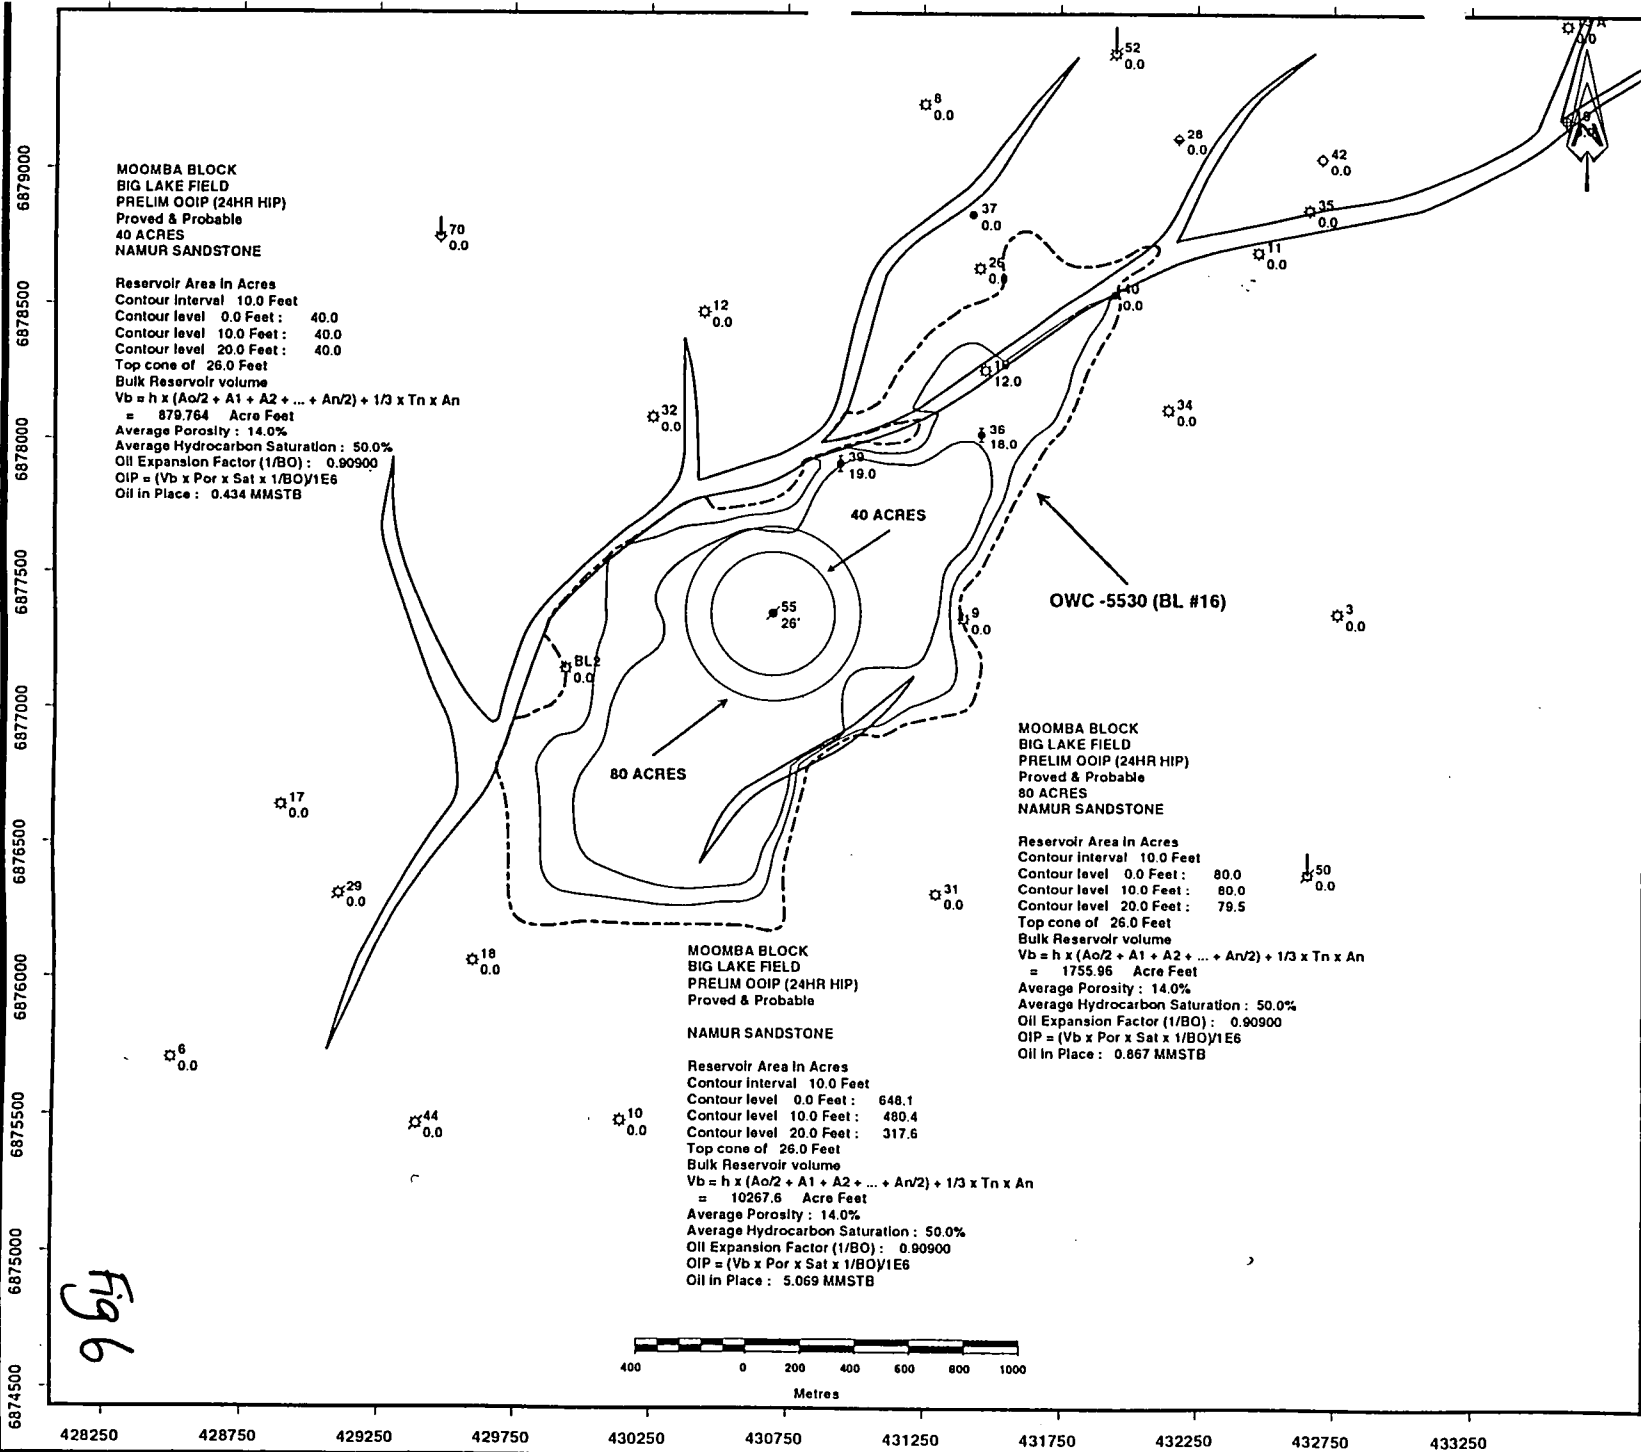 52
0.0
8
0.0
28
0.0
42
0.0
37
0.0
35
0.0
11
0.0
26
0.0
40
0.0
70
0.0
12
0.0
12.0
32
0.0
34
0.0
36
18.0
39
19.0
MOOMBA BLOCK
BIG LAKE FIELD
PRELIM OOIP (24HR HIP)
Proved & Probable
40 ACRES
NAMUR SANDSTONE
Reservoir Area in Acres
Contour Interval 10.0 Feet
Contour level 0.0 Feet : 40.0
Contour level 10.0 Feet : 40.0
Contour level 20.0 Feet : 40.0
Top cone of 26.0 Feet
Bulk Reservoir volume
Vb = h x (Ao/2 + A1 + A2 + ... + An/2) + 1/3 x Tn x An
= 879.764 Acre Feet
Average Porosity : 14.0%
Average Hydrocarbon Saturation : 50.0%
Oil Expansion Factor (1/BO) : 0.90900
OIP = (Vb x Por x Sat x 1/BO)/1E6
Oil in Place : 0.434 MMSTB
40 ACRES
OWC -5530 (BL #16)
55
26'
9
0.0
3
0.0
BL2
0.0
80 ACRES
17
0.0
29
0.0
18
0.0
31
0.0
50
0.0
6
0.0
44
0.0
10
0.0
MOOMBA BLOCK
BIG LAKE FIELD
PRELIM OOIP (24HR HIP)
Proved & Probable
80 ACRES
NAMUR SANDSTONE
Reservoir Area in Acres
Contour interval 10.0 Feet
Contour level 0.0 Feet : 80.0
Contour level 10.0 Feet : 80.0
Contour level 20.0 Feet : 79.5
Top cone of 26.0 Feet
Bulk Reservoir volume
Vb = h x (Ao/2 + A1 + A2 + ... + An/2) + 1/3 x Tn x An
= 1755.96 Acre Feet
Average Porosity : 14.0%
Average Hydrocarbon Saturation : 50.0%
Oil Expansion Factor (1/BO) : 0.90900
OIP = (Vb x Por x Sat x 1/BO)/1E6
Oil in Place : 0.867 MMSTB
MOOMBA BLOCK
BIG LAKE FIELD
PRELIM OOIP (24HR HIP)
Proved & Probable
NAMUR SANDSTONE
Reservoir Area in Acres
Contour interval 10.0 Feet
Contour level 0.0 Feet : 648.1
Contour level 10.0 Feet : 480.4
Contour level 20.0 Feet : 317.6
Top cone of 26.0 Feet
Bulk Reservoir volume
Vb = h x (Ao/2 + A1 + A2 + ... + An/2) + 1/3 x Tn x An
= 10267.6 Acre Feet
Average Porosity : 14.0%
Average Hydrocarbon Saturation : 50.0%
Oil Expansion Factor (1/BO) : 0.90900
OIP = (Vb x Por x Sat x 1/BO)/1E6
Oil in Place : 5.069 MMSTB
400 0 200 400 600 800 1000
Metres
Fig 6
6879000
6878500
6878000
6877500
6877000
6876500
6876000
6875500
6875000
6874500
428250 428750 429250 429750 430250 430750 431250 431750 432250 432750 433250